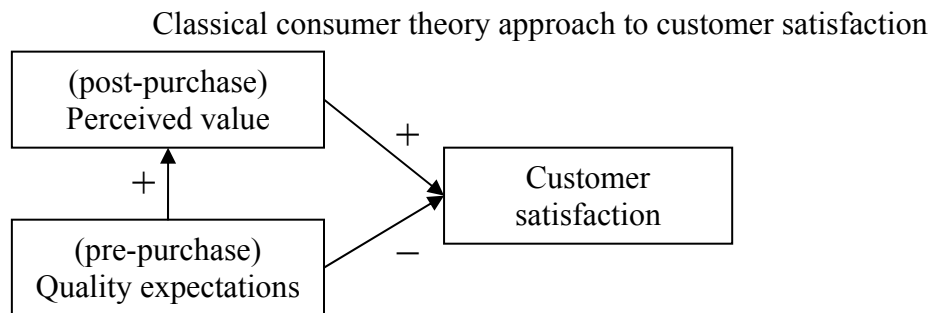 Classical consumer theory approach to customer satisfaction
(post-purchase)
Perceived value
+
+
Customer
satisfaction
(pre-purchase)
Quality expectations
−